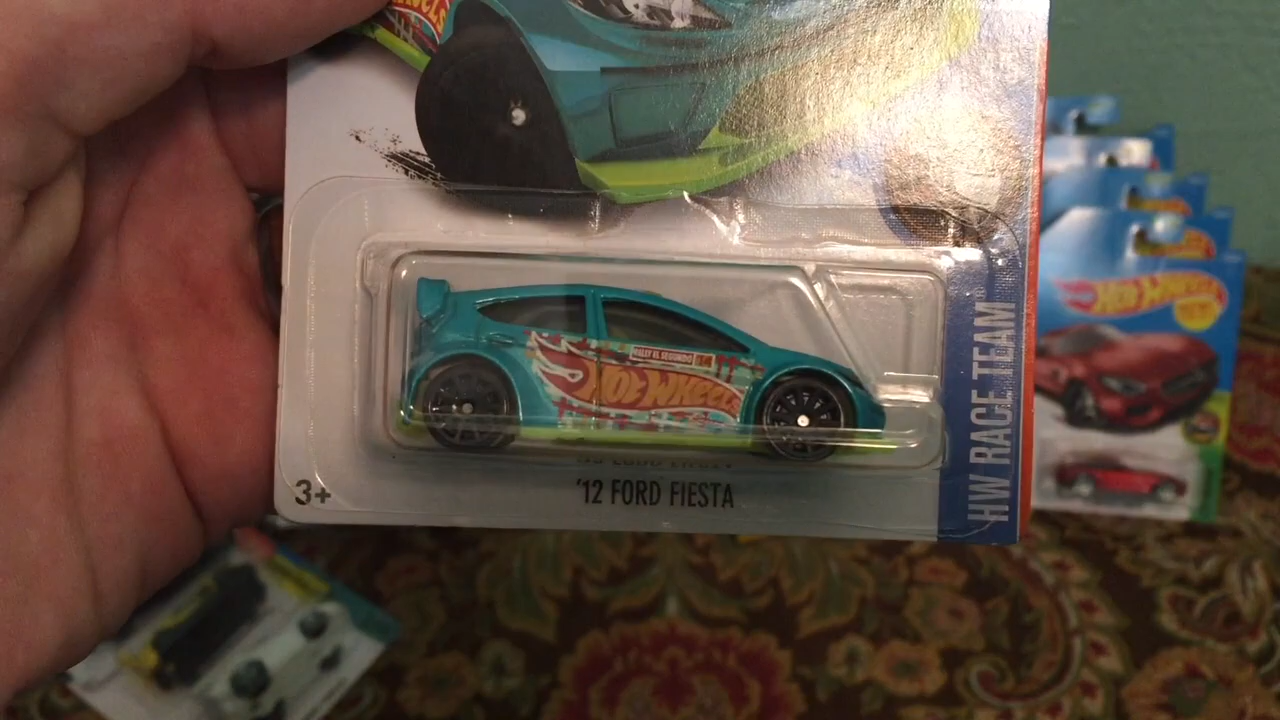 RALLY EL SEGUNDO
HOT WHEELS
3+
'12 FORD FIESTA
HW RACE TEAM
HOT WHEELS